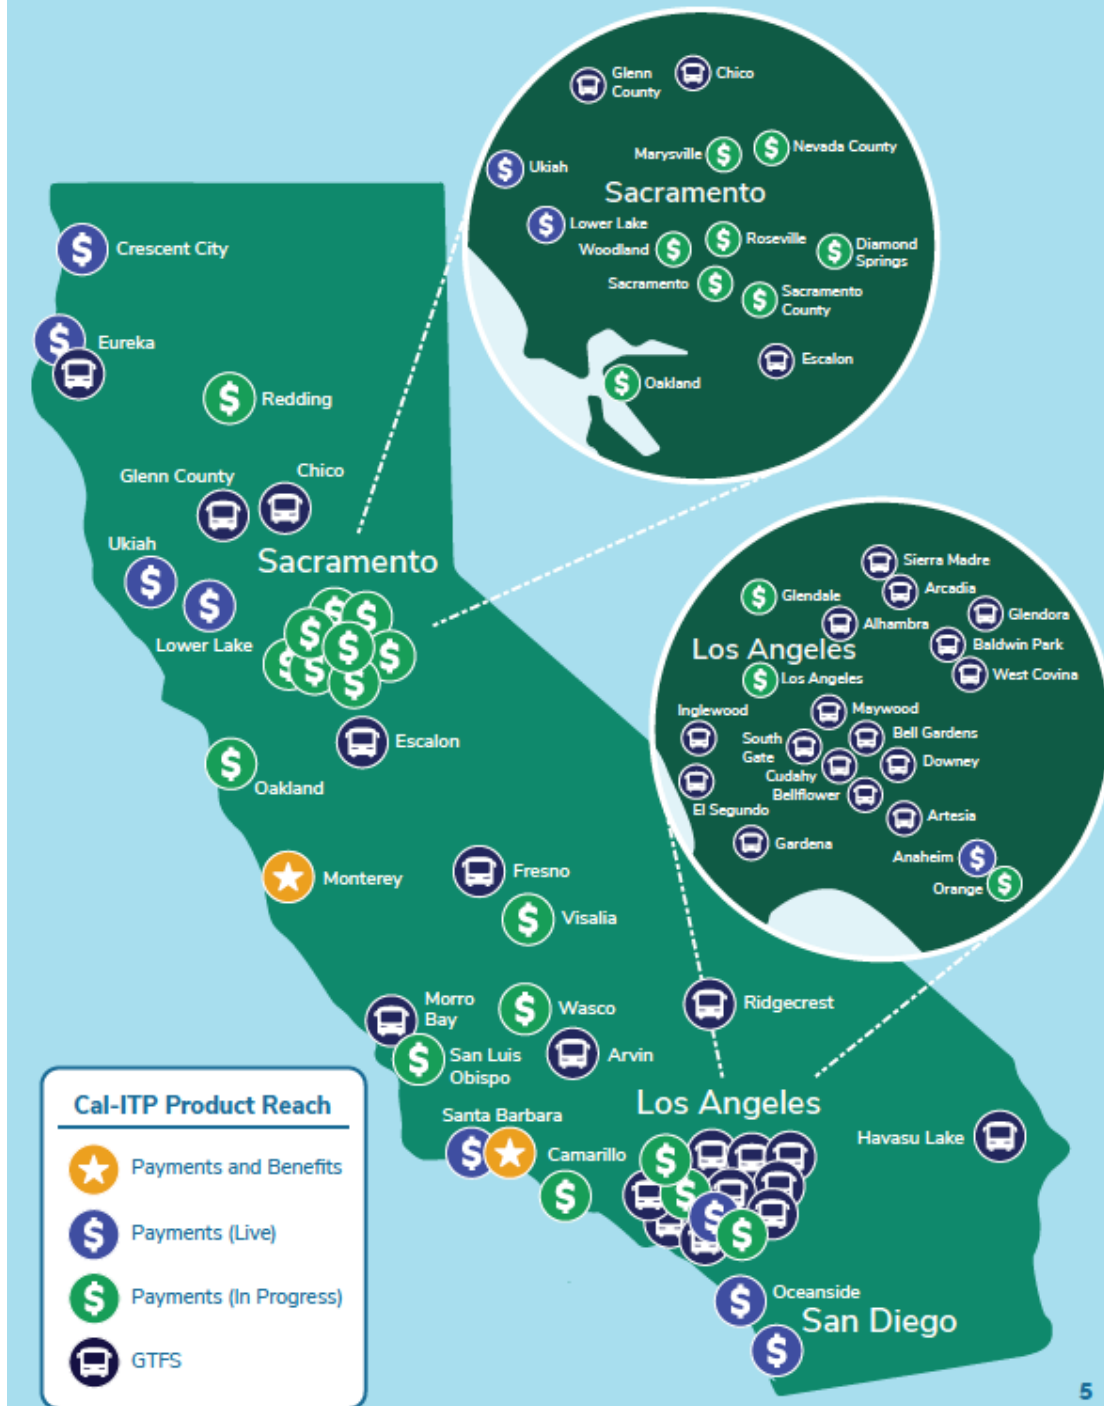 Glenn
County
Chico
Marysville
Nevada County
Ukiah
Sacramento
Lower Lake
Woodland
Roseville
Diamond
Springs
Sacramento
Sacramento
County
Escalon
Oakland
Crescent City
Eureka
Redding
Glenn County
Chico
Ukiah
Sacramento
Lower Lake
Escalon
Oakland
Monterey
Fresno
Visalia
Sierra Madre
Arcadia
Glendale
Glendora
Alhambra
Baldwin Park
Los Angeles
West Covina
Los Angeles
Inglewood
Maywood
South
Gate
Bell Gardens
Downey
Cudahy
Bellflower
El Segundo
Artesia
Gardena
Anaheim
Orange
Morro
Bay
Wasco
Ridgecrest
San Luis
Obispo
Arvin
Los Angeles
Santa Barbara
Camarillo
Havasu Lake
Oceanside
San Diego
Cal-ITP Product Reach
Payments and Benefits
Payments (Live)
Payments (In Progress)
GTFS
5